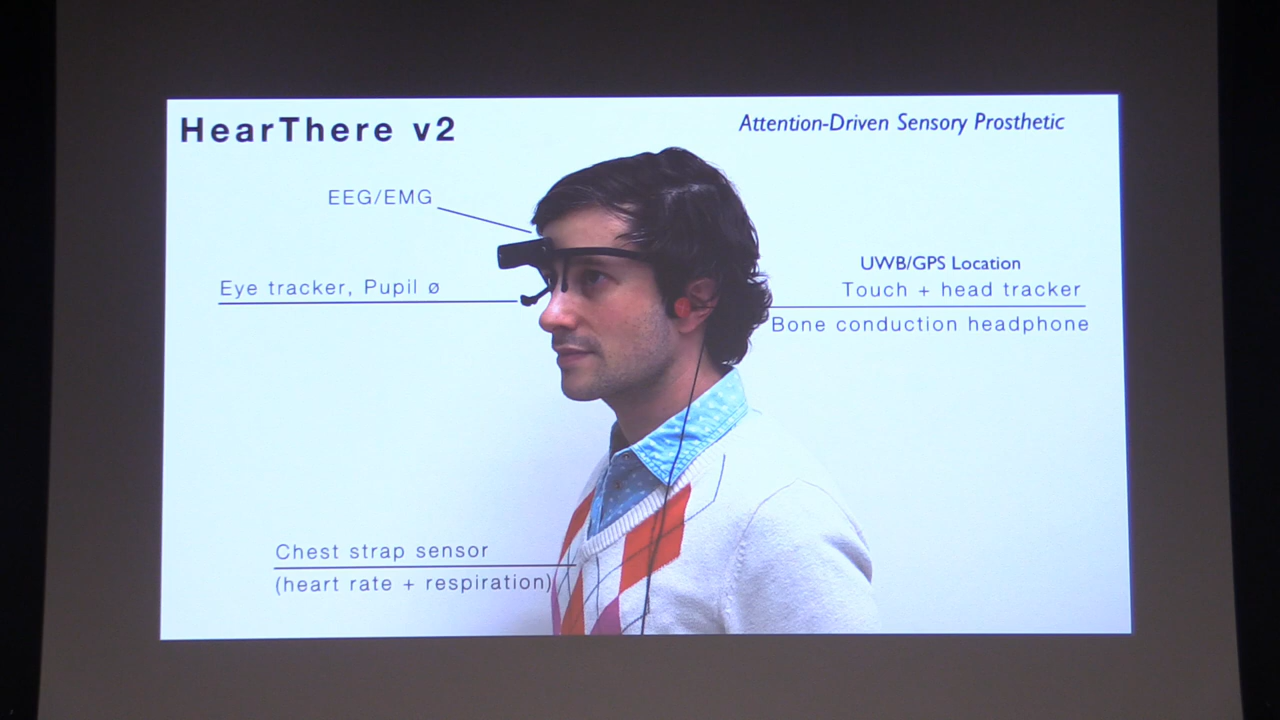 HearThere v2
Attention-Driven Sensory Prosthetic
EEG/EMG
Eye tracker, Pupil ø
UWB/GPS Location
Touch + head tracker
Bone conduction headphone
Chest strap sensor
(heart rate + respiration)